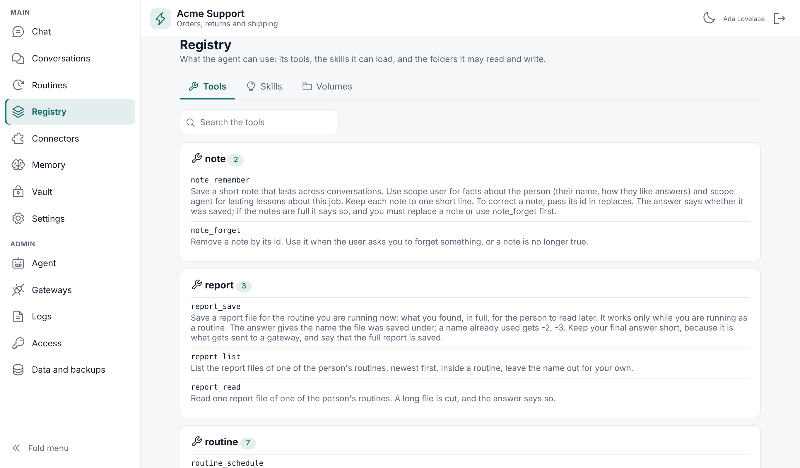 MAIN
Chat
Conversations
Routines
Registry
Connectors
Memory
Vault
Settings
ADMIN
Agent
Gateways
Logs
Access
Data and backups
Fold menu
Acme Support
Orders, returns and shipping
Ada Lovelace
Registry
What the agent can use: its tools, the skills it can load, and the folders it may read and write.
Tools
Skills
Volumes
Search the tools
note 2
note_remember
Save a short note that lasts across conversations. Use scope user for facts about the person (their name, how they like answers) and scope
agent for lasting lessons about this job. Keep each note to one short line. To correct a note, pass its id in replaces. The answer says whether it
was saved; if the notes are full it says so, and you must replace a note or use note_forget first.
note_forget
Remove a note by its id. Use it when the user asks you to forget something, or a note is no longer true.
report 3
report_save
Save a report file for the routine you are running now: what you found, in full, for the person to read later. It works only while you are running as
a routine. The answer gives the name the file was saved under; a name already used gets -2, -3. Keep your final answer short, because it is
what gets sent to a gateway, and say that the full report is saved.
report_list
List the report files of one of the person's routines, newest first. Inside a routine, leave the name out for your own.
report_read
Read one report file of one of the person's routines. A long file is cut, and the answer says so.
routine 7
routine_schedule